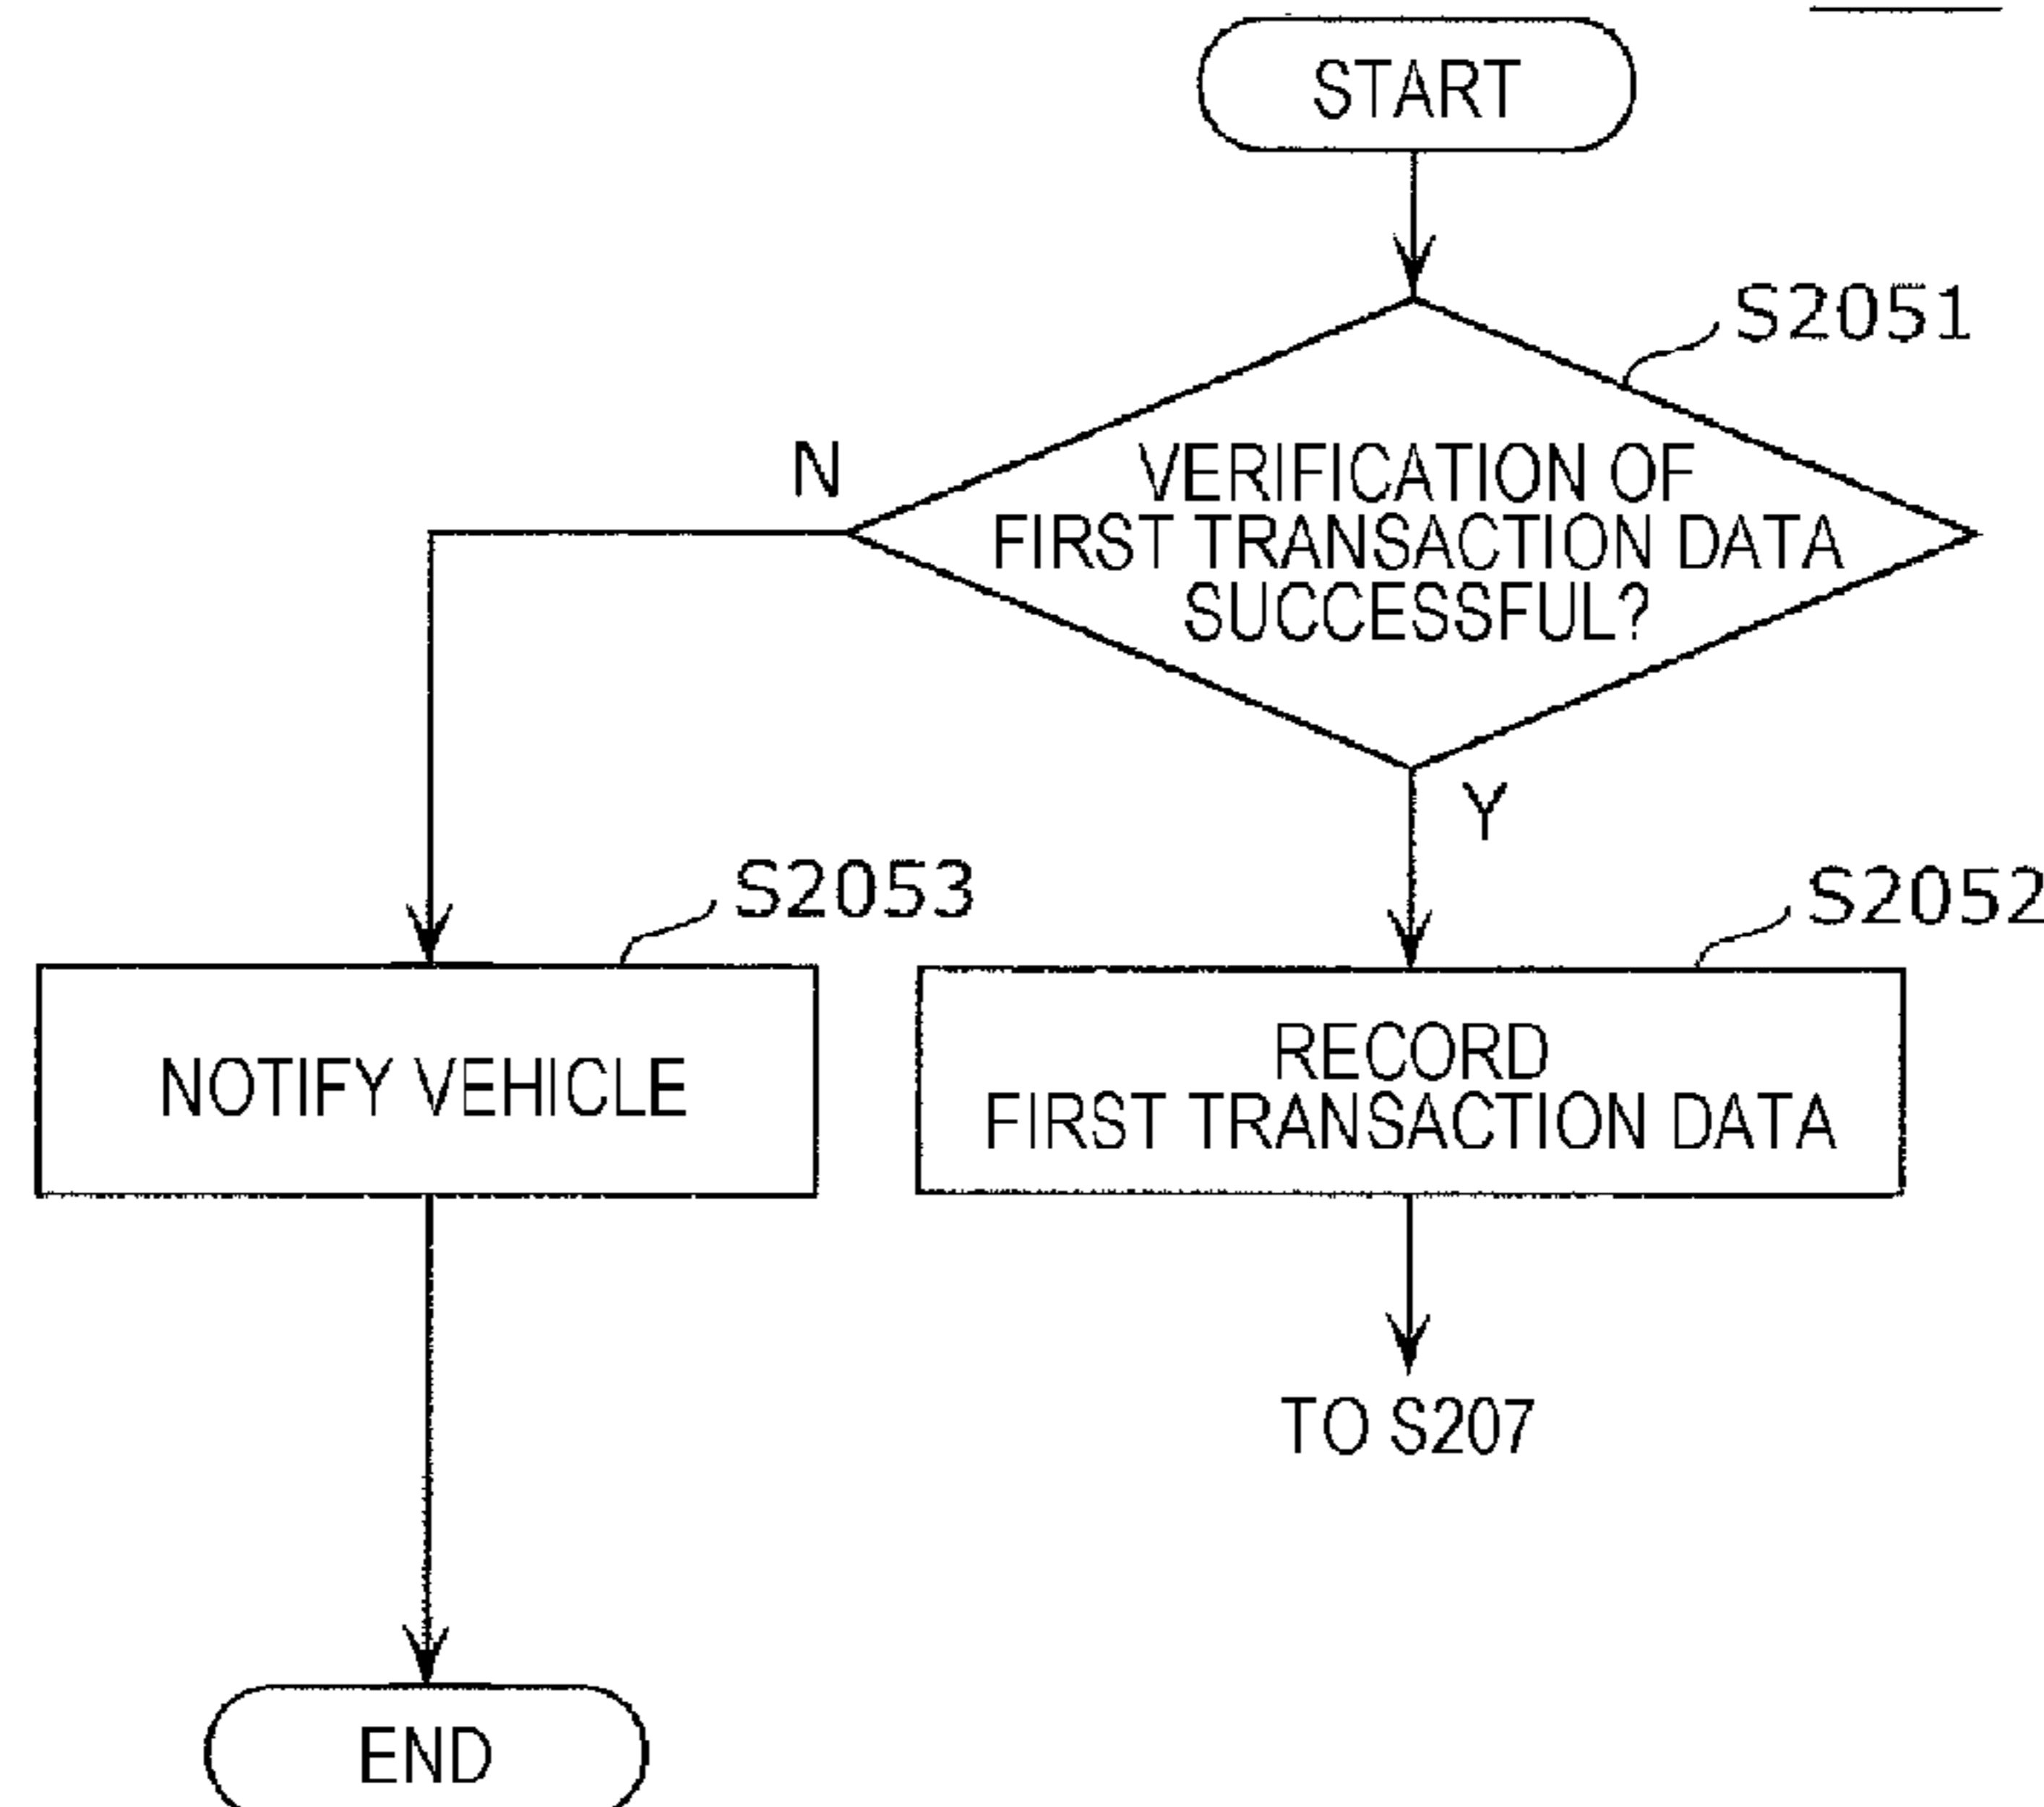 START
S2051
N
VERIFICATION OF
FIRST TRANSACTION DATA
SUCCESSFUL?
Y
S2053
S2052
NOTIFY VEHICLE
RECORD
FIRST TRANSACTION DATA
TO S207
END